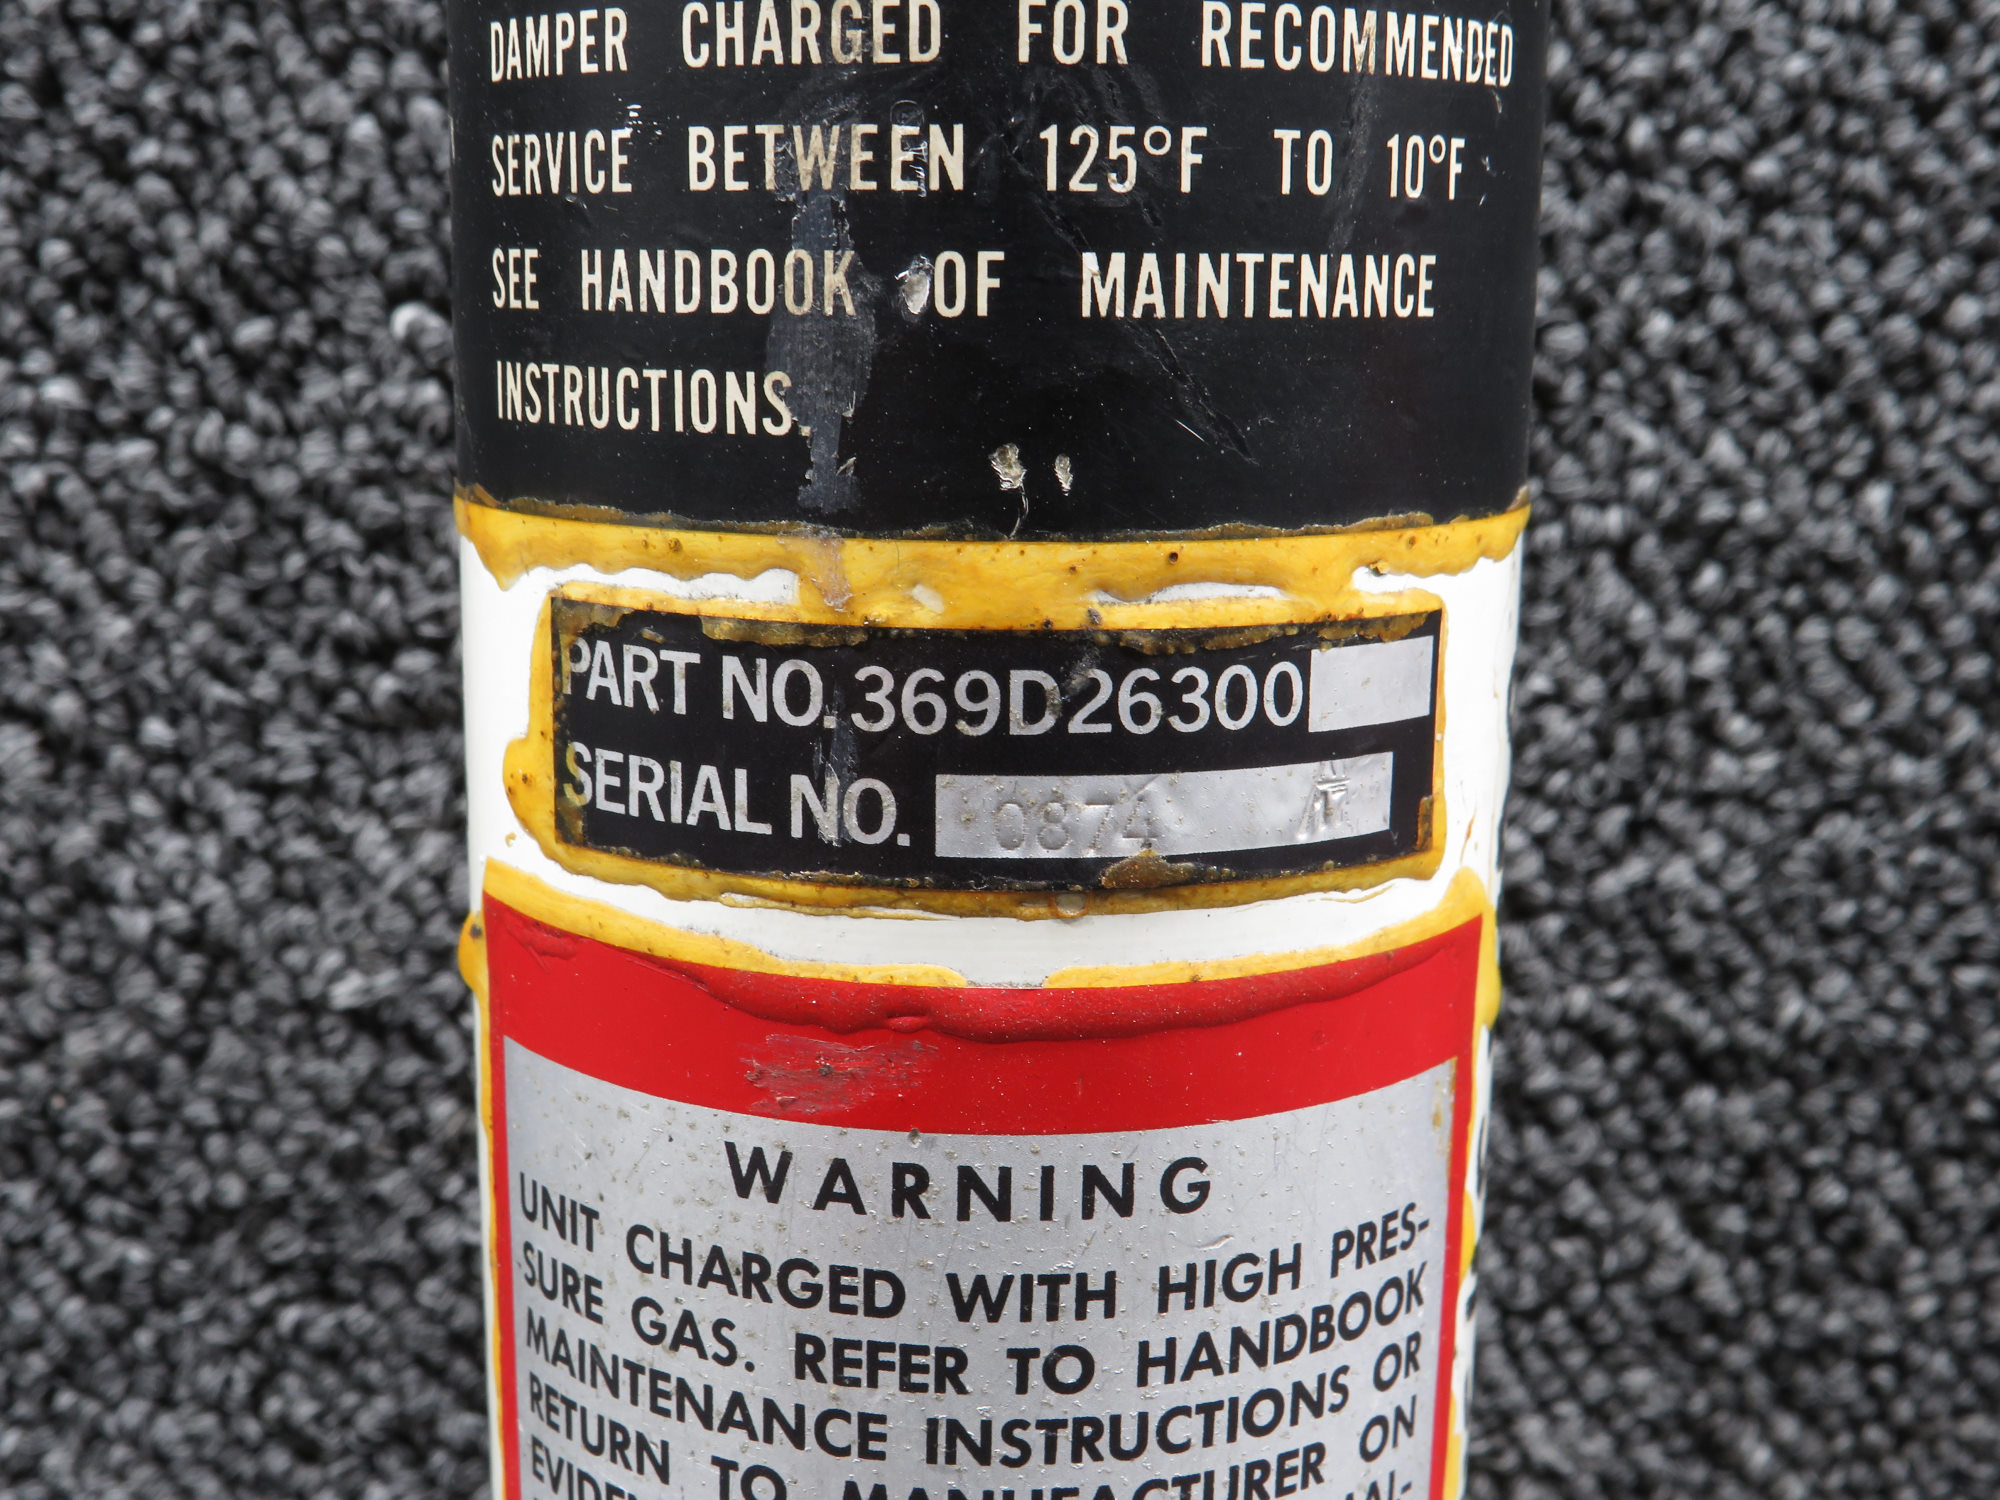 DAMPER CHARGED FOR RECOMMENDED
SERVICE BETWEEN 125°F TO 10°F
SEE HANDBOOK OF MAINTENANCE
INSTRUCTIONS.
PART NO. 369D26300
SERIAL NO. 0874
WARNING
UNIT CHARGED WITH HIGH PRES-
SURE GAS. REFER TO HANDBOOK
MAINTENANCE INSTRUCTIONS OR
RETURN TO MANUFACTURER ON